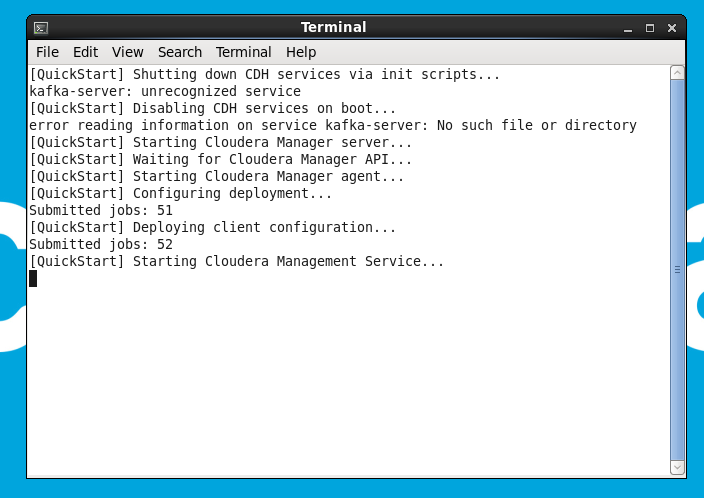 Terminal
File Edit View Search Terminal Help
[QuickStart] Shutting down CDH services via init scripts...
kafka-server: unrecognized service
[QuickStart] Disabling CDH services on boot...
error reading information on service kafka-server: No such file or directory
[QuickStart] Starting Cloudera Manager server...
[QuickStart] Waiting for Cloudera Manager API...
[QuickStart] Starting Cloudera Manager agent...
[QuickStart] Configuring deployment...
Submitted jobs: 51
[QuickStart] Deploying client configuration...
Submitted jobs: 52
[QuickStart] Starting Cloudera Management Service...